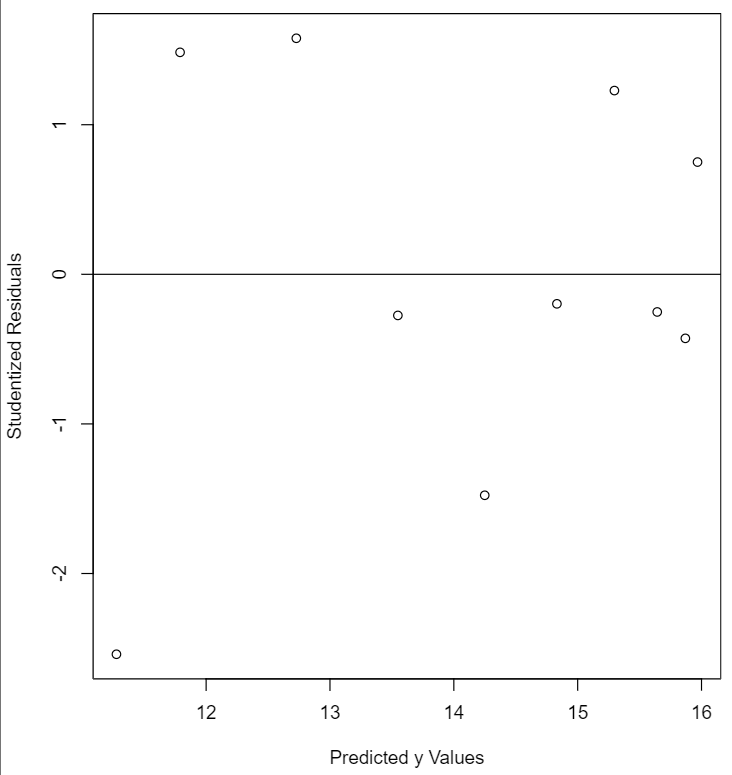 Studentized Residuals
1
0
-1
-2
12 13 14 15 16
Predicted y Values